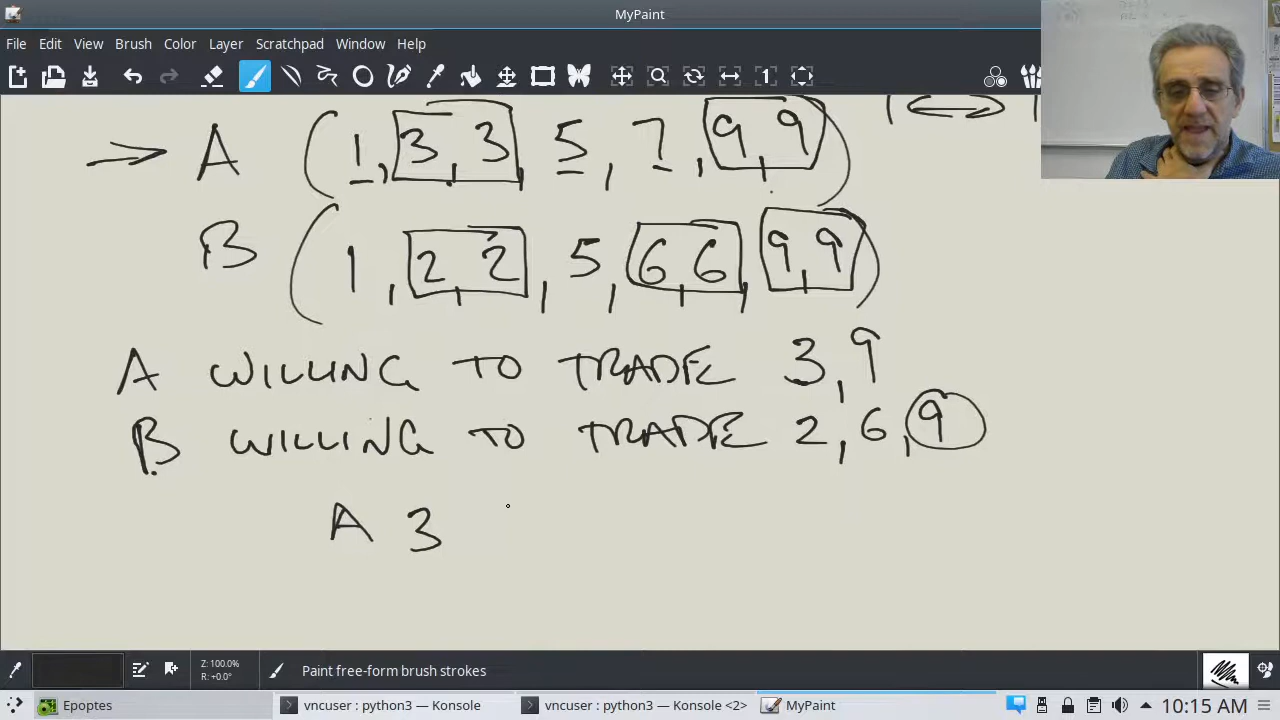 MyPaint
File Edit View Brush Color Layer Scratchpad Window Help
A (1, 3, 3, 5, 7, 9, 9)
B (1, 2, 2, 5, 6, 6, 9, 9)
A WILLING TO TRADE 3, 9
B WILLING TO TRADE 2, 6, 9
A 3
Z: 100.0%
R: +0.0°
Paint free-form brush strokes
Epoptes
vncuser : python3 — Konsole
vncuser : python3 — Konsole <2>
MyPaint
10:15 AM